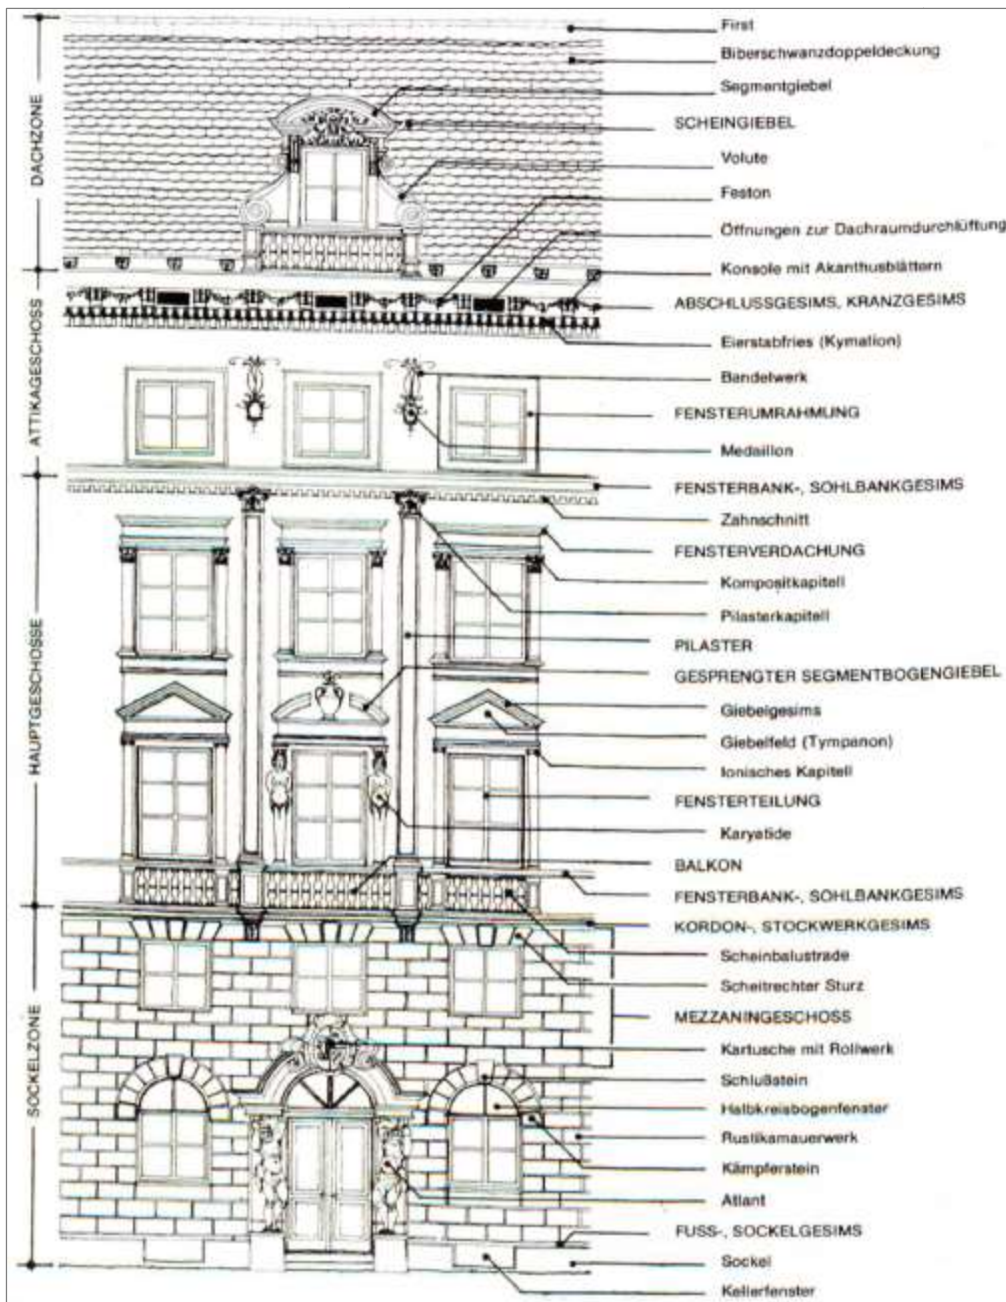 First
Biberschwanzdoppeldeckung
Segmentgiebel
SCHEINGIEBEL
Volute
Feston
Öffnungen zur Dachraumdurchlüftung
Konsole mit Akanthusblättern
ABSCHLUSSGESIMS, KRANZGESIMS
Eierstabfries (Kymation)
Bandelwerk
FENSTERUMRAHMUNG
Medaillon
FENSTERBANK-, SOHLBANKGESIMS
Zahnschnitt
FENSTERVERDACHUNG
Kompositkapitell
Pilasterkapitell
PILASTER
GESPRENGTER SEGMENTBOGENGIEBEL
Giebelgesims
Giebelfeld (Tympanon)
Ionisches Kapitell
FENSTERTEILUNG
Karyatide
BALKON
FENSTERBANK-, SOHLBANKGESIMS
KORDON-, STOCKWERKGESIMS
Scheinbalustrade
Scheitrechter Sturz
MEZZANINGESCHOSS
Kartusche mit Rollwerk
Schlußstein
Halbkreisbogenfenster
Rustikamauerwerk
Kämpferstein
Atlant
FUSS-, SOCKELGESIMS
Sockel
Kellerfenster
DACHZONE
ATTIKAGESCHOSS
HAUPTGESCHOSSE
SOCKELZONE